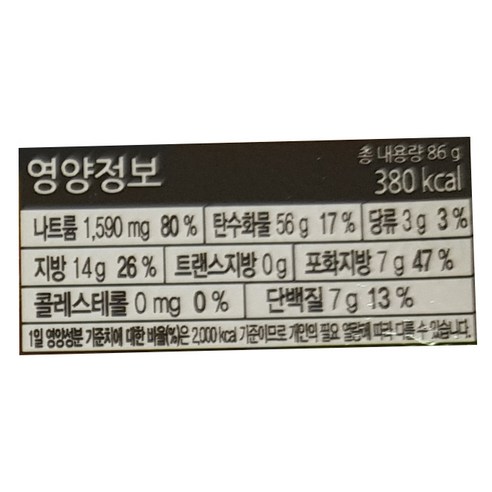 영양정보
총 내용량 86 g
380 kcal
나트륨 1,590 mg 80 % 탄수화물 56 g 17 % 당류 3 g 3 %
지방 14 g 26 % 트랜스지방 0 g 포화지방 7 g 47 %
콜레스테롤 0 mg 0 % 단백질 7 g 13 %
1일 영양성분 기준치에 대한 비율(%)은 2,000 kcal 기준이므로 개인의 필요 열량에 따라 다를 수 있습니다.